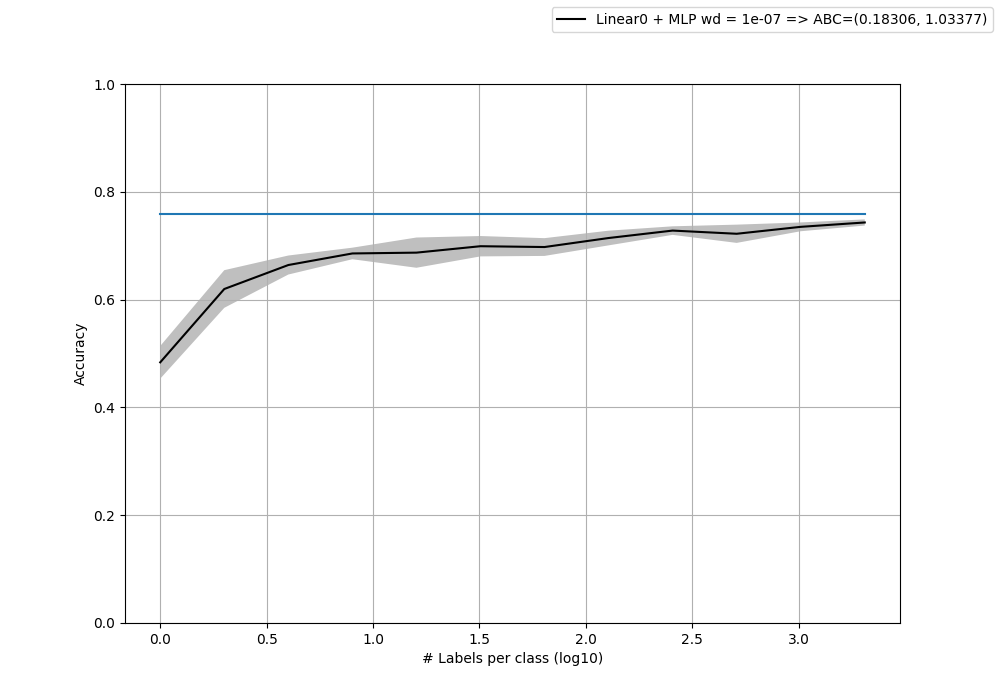 Linear0 + MLP wd = 1e-07 => ABC=(0.18306, 1.03377)
1.0
0.8
0.6
0.4
0.2
0.0
Accuracy
0.0 0.5 1.0 1.5 2.0 2.5 3.0
# Labels per class (log10)